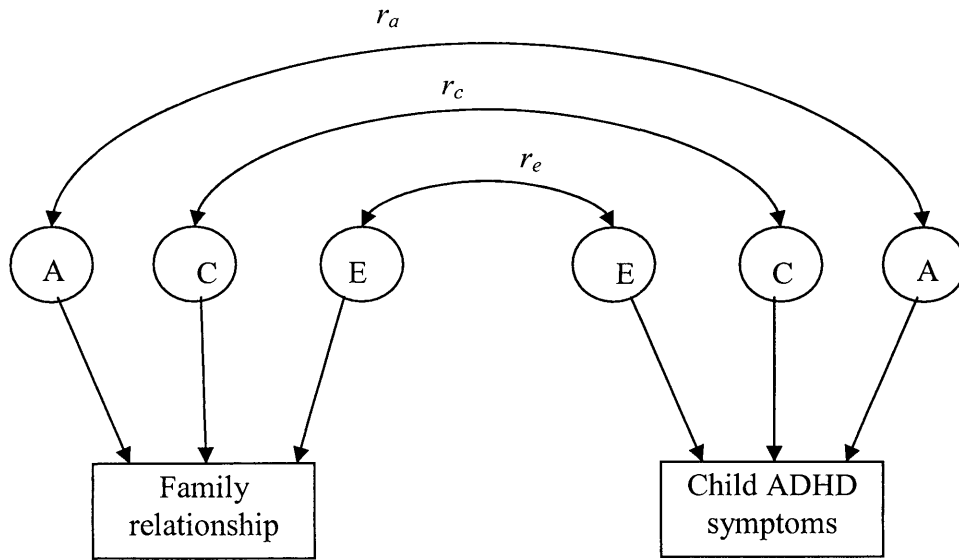 r_a
r_c
r_e
A
C
E
E
C
A
Family
relationship
Child ADHD
symptoms